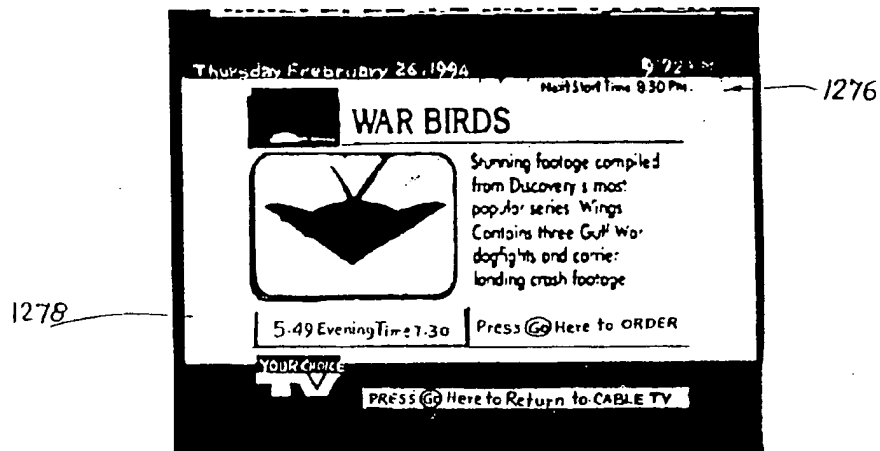 Thursday Frebruary 26, 1994
Next Start Time 8.30 PM.
1276
WAR BIRDS
Stunning footage compiled
from Discovery s most
popular series Wings
Contains three Gulf War
dogfights and carrier
landing crash footage
1278
5.49 Evening Time 7.30
Press Go Here to ORDER
YOUR CHOICE
TV
PRESS Go Here to Return to CABLE TV